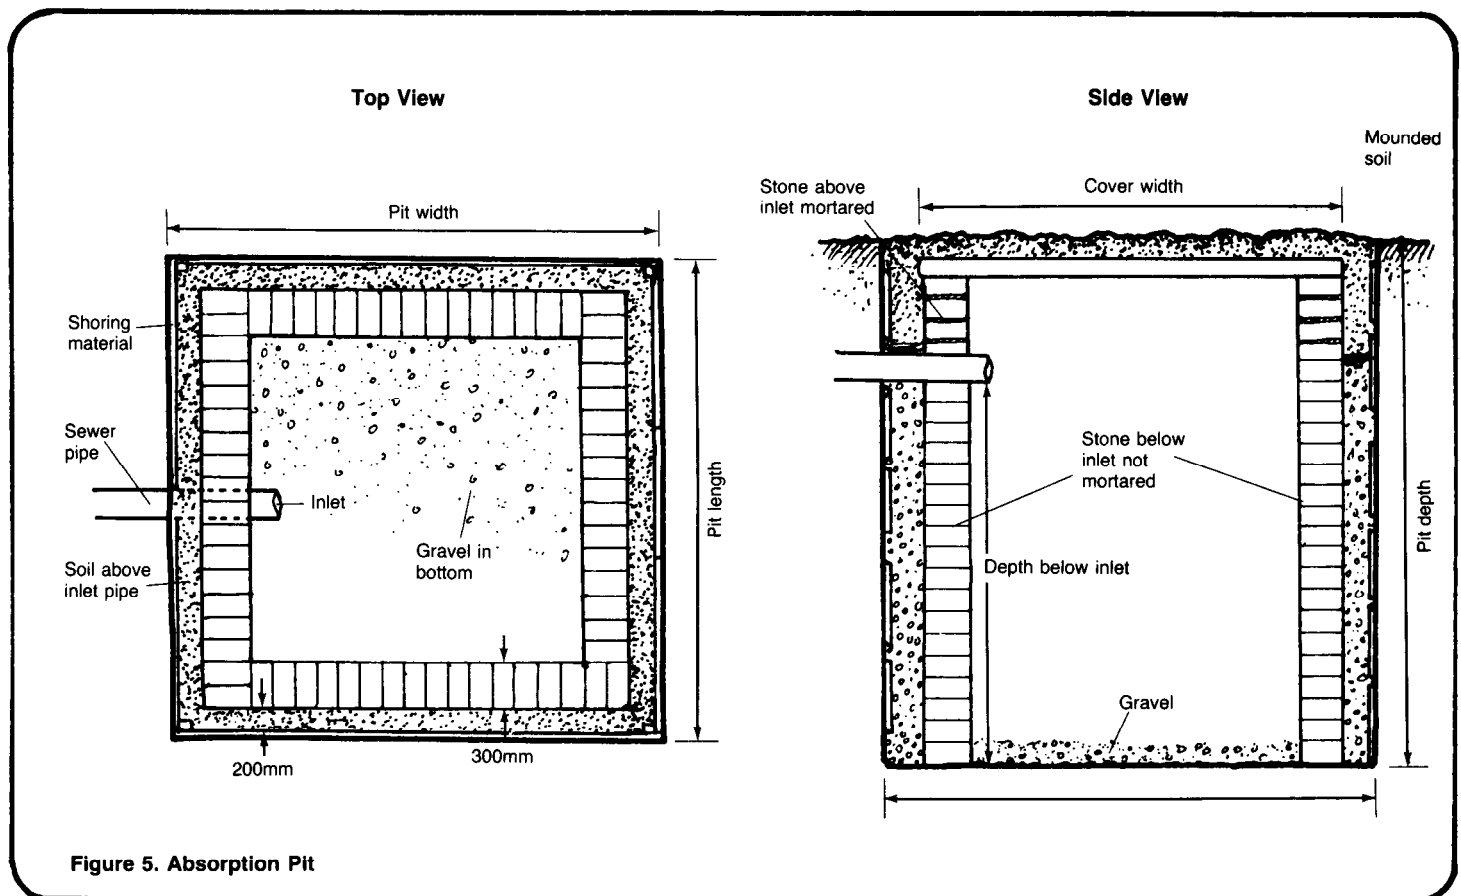 Top View
Side View
Mounded
soil
Stone above
inlet mortared
Cover width
Pit width
Shoring
material
Sewer
pipe
Inlet
Gravel in
bottom
Soil above
inlet pipe
Pit length
Stone below
inlet not
mortared
Depth below inlet
Pit depth
Gravel
200mm
300mm
Figure 5. Absorption Pit